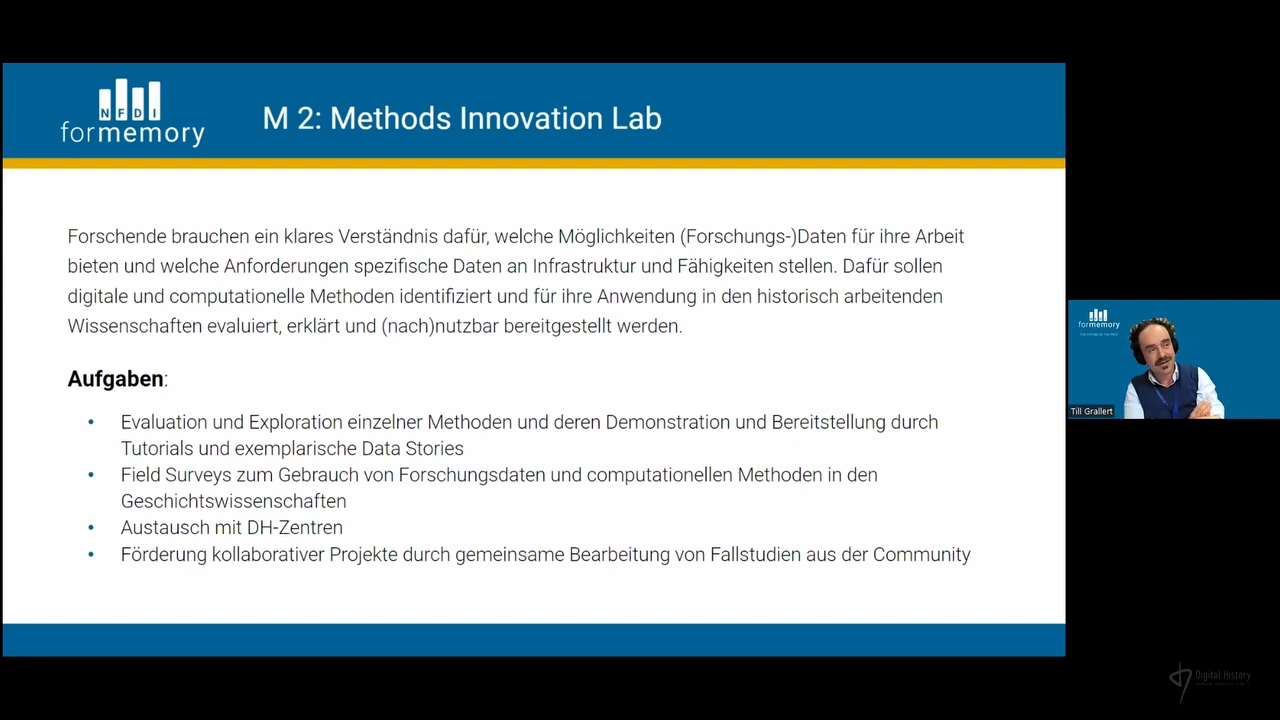 NFDI
formemory
M 2: Methods Innovation Lab
Forschende brauchen ein klares Verständnis dafür, welche Möglichkeiten (Forschungs-)Daten für ihre Arbeit
bieten und welche Anforderungen spezifische Daten an Infrastruktur und Fähigkeiten stellen. Dafür sollen
digitale und computationelle Methoden identifiziert und für ihre Anwendung in den historisch arbeitenden
Wissenschaften evaluiert, erklärt und (nach)nutzbar bereitgestellt werden.
Aufgaben:
• Evaluation und Exploration einzelner Methoden und deren Demonstration und Bereitstellung durch
Tutorials und exemplarische Data Stories
• Field Surveys zum Gebrauch von Forschungsdaten und computationellen Methoden in den
Geschichtswissenschaften
• Austausch mit DH-Zentren
• Förderung kollaborativer Projekte durch gemeinsame Bearbeitung von Fallstudien aus der Community
formemory
Till Grallert
Digital History